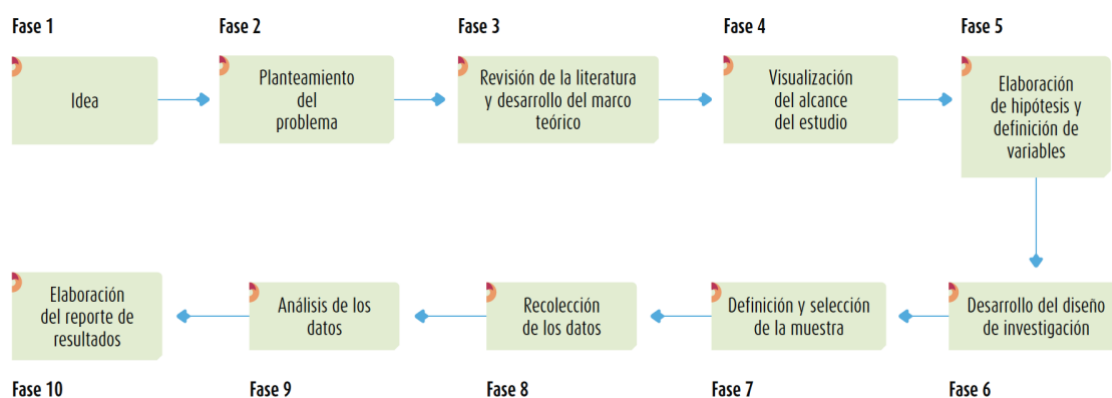 Fase 1
Idea
Fase 2
Planteamiento
del
problema
Fase 3
Revisión de la literatura
y desarrollo del marco
teórico
Fase 4
Visualización
del alcance
del estudio
Fase 5
Elaboración
de hipótesis y
definición de
variables
Desarrollo del diseño
de investigación
Fase 6
Definición y selección
de la muestra
Fase 7
Recolección
de los datos
Fase 8
Análisis de los
datos
Fase 9
Elaboración
del reporte de
resultados
Fase 10